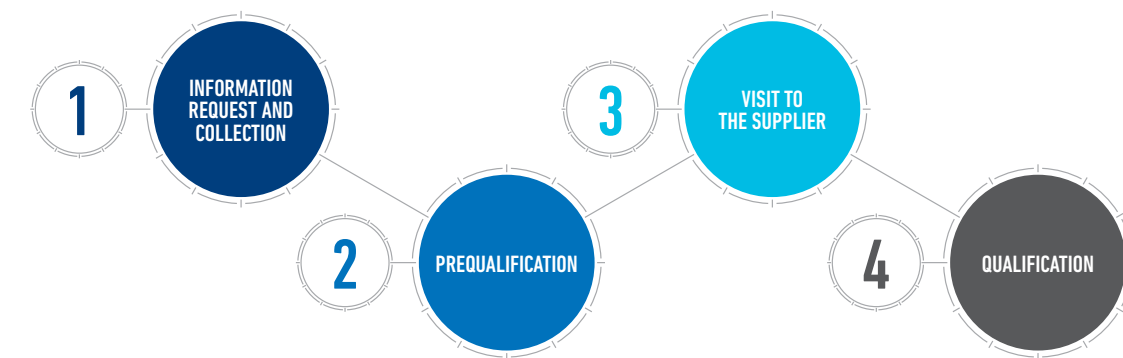 1
INFORMATION
REQUEST AND
COLLECTION
2
PREQUALIFICATION
3
VISIT TO
THE SUPPLIER
4
QUALIFICATION